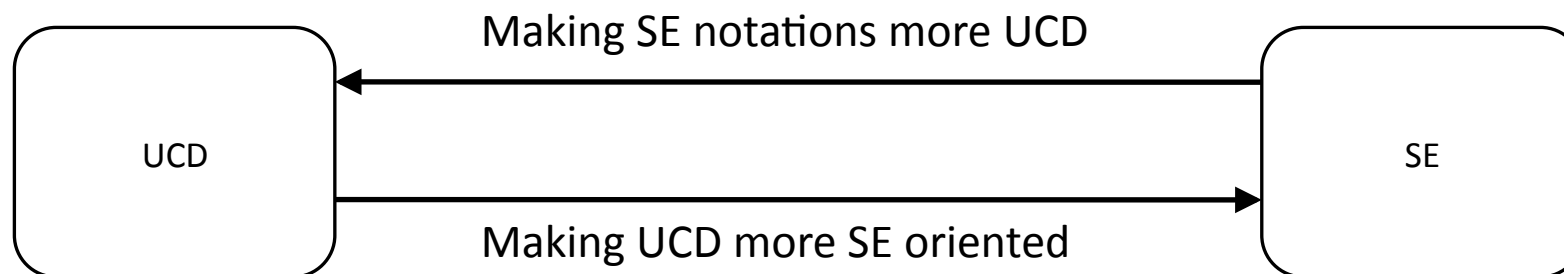 Making SE notations more UCD
UCD
SE
Making UCD more SE oriented